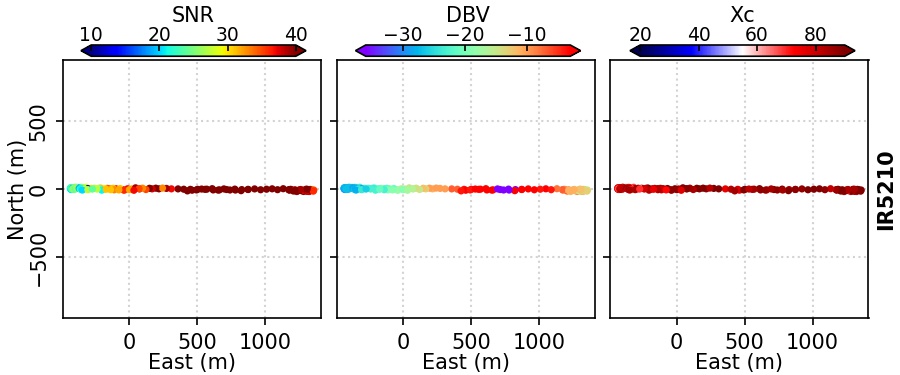 SNR DBV Xc
10 20 30 40 −30 −20 −10 20 40 60 80
North (m)
500
0
−500
0 500 1000 0 500 1000 0 500 1000
East (m) East (m) East (m)
IR5210